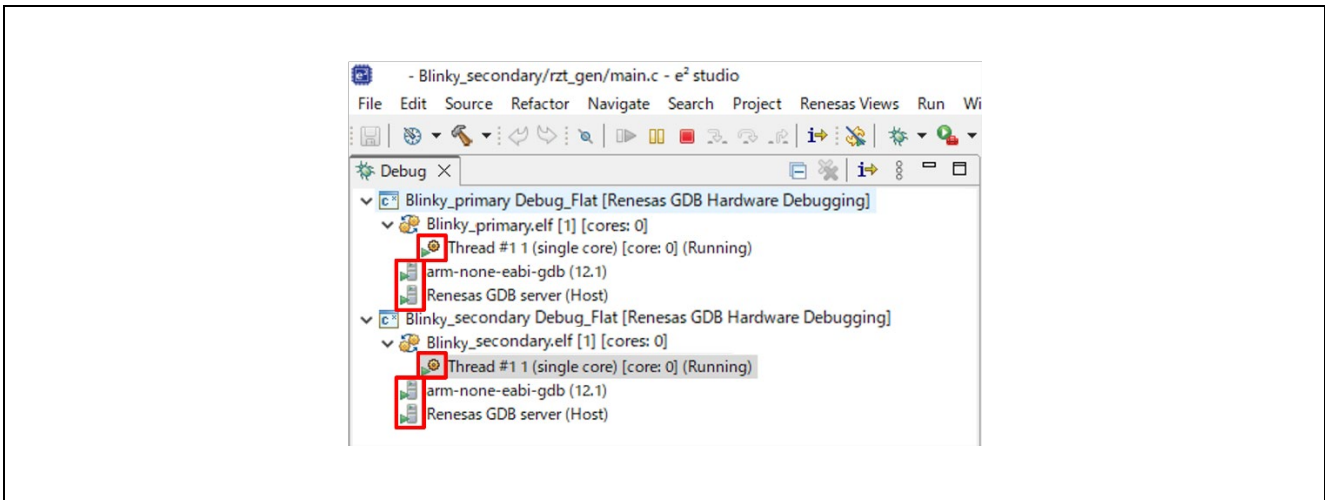 - Blinky_secondary/rzt_gen/main.c - e² studio
File Edit Source Refactor Navigate Search Project Renesas Views Run Wi
Debug
Blinky_primary Debug_Flat [Renesas GDB Hardware Debugging]
Blinky_primary.elf [1] [cores: 0]
Thread #1 1 (single core) [core: 0] (Running)
arm-none-eabi-gdb (12.1)
Renesas GDB server (Host)
Blinky_secondary Debug_Flat [Renesas GDB Hardware Debugging]
Blinky_secondary.elf [1] [cores: 0]
Thread #1 1 (single core) [core: 0] (Running)
arm-none-eabi-gdb (12.1)
Renesas GDB server (Host)